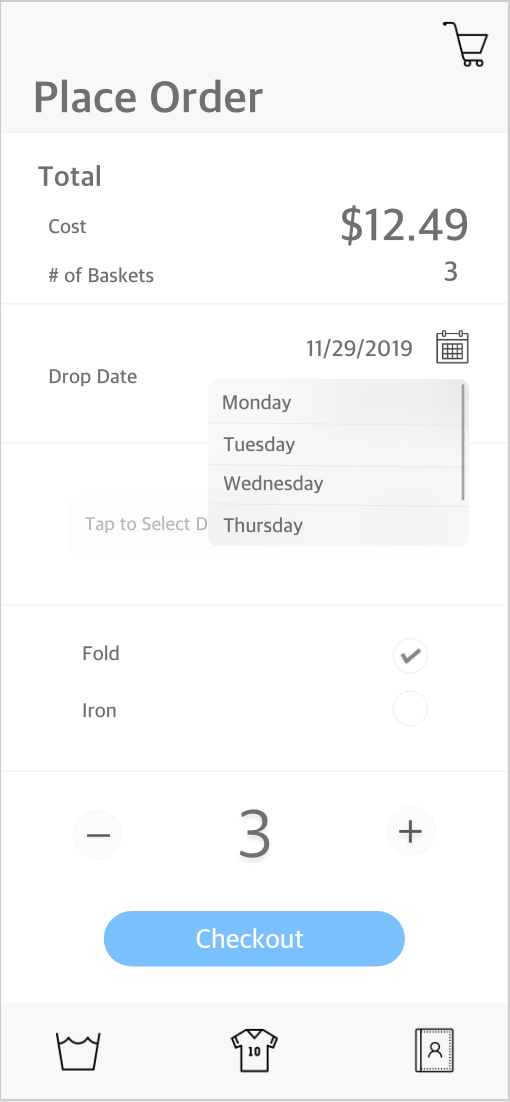 Place Order
Total
Cost $12.49
# of Baskets 3
11/29/2019
Drop Date
Monday
Tuesday
Wednesday
Tap to Select D
Thursday
Fold
Iron
3
Checkout
10